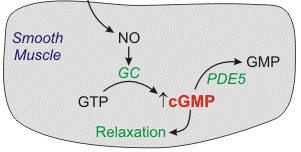 Smooth
Muscle
NO
GC
GTP
↑cGMP
PDE5
GMP
Relaxation